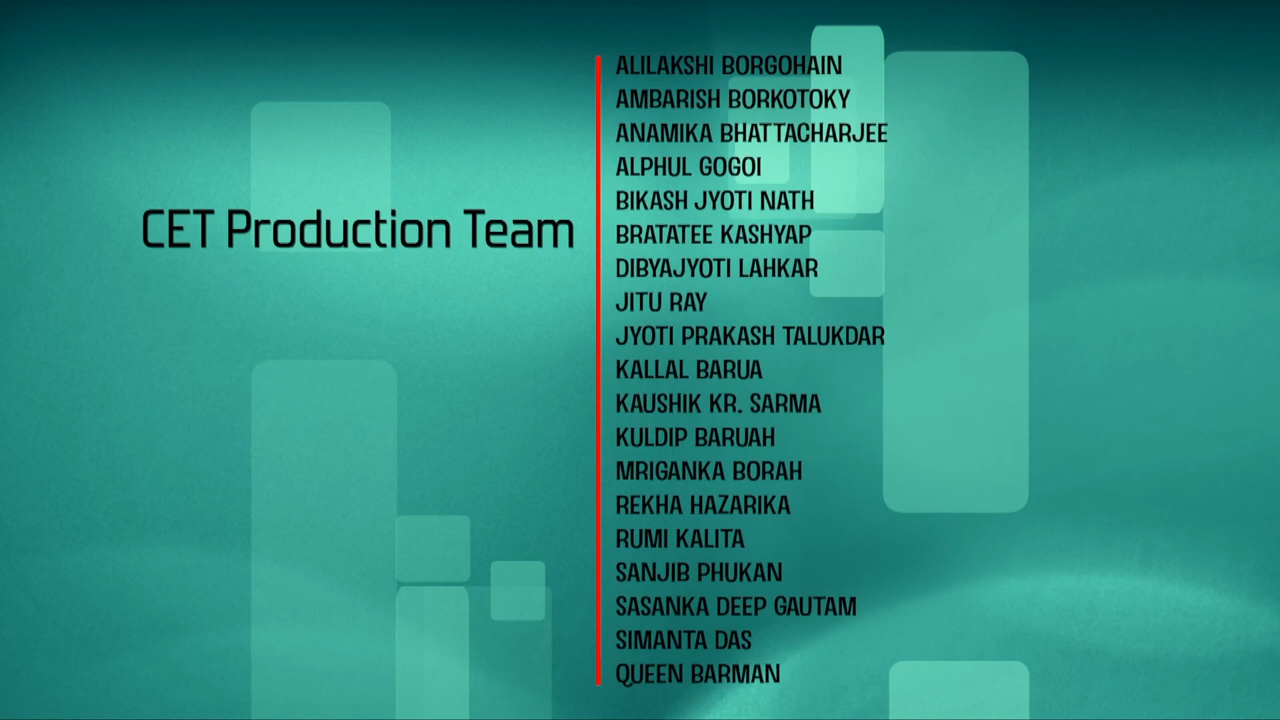 CET Production Team
ALILAKSHI BORGOHAIN
AMBARISH BORKOTOKY
ANAMIKA BHATTACHARJEE
ALPHUL GOGOI
BIKASH JYOTI NATH
BRATATEE KASHYAP
DIBYAJYOTI LAHKAR
JITU RAY
JYOTI PRAKASH TALUKDAR
KALLAL BARUA
KAUSHIK KR. SARMA
KULDIP BARUAH
MRIGANKA BORAH
REKHA HAZARIKA
RUMI KALITA
SANJIB PHUKAN
SASANKA DEEP GAUTAM
SIMANTA DAS
QUEEN BARMAN